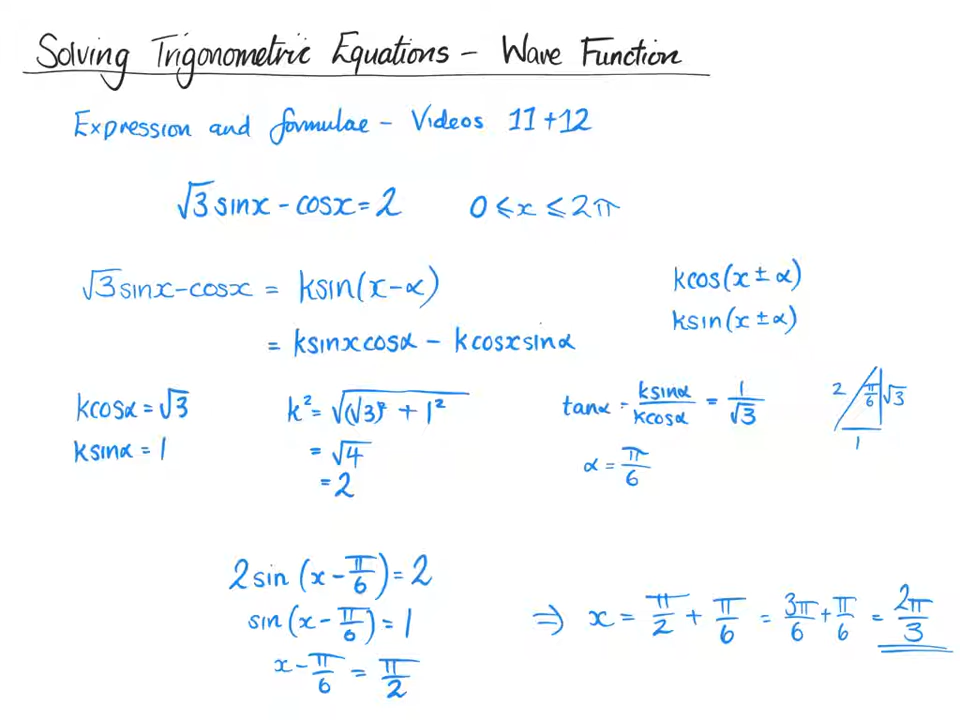 Solving Trigonometric Equations - Wave Function
Expression and formulae - Videos 11+12
√3 sinx - cosx = 2    0 ≤ x ≤ 2π
√3 sinx - cosx = ksin(x-α)
kcos(x ± α)
ksin(x ± α)
= ksinxcosα - kcosxsinα
kcosα = √3
ksinα = 1
k² = √((√3)² + 1²
= √4
= 2
tanα = ksinα/kcosα = 1/√3
α = π/6
2 π/6 √3
1
2sin(x - π/6) = 2
sin(x - π/6) = 1
x - π/6 = π/2
⇒ x = π/2 + π/6 = 3π/6 + π/6 = 2π/3